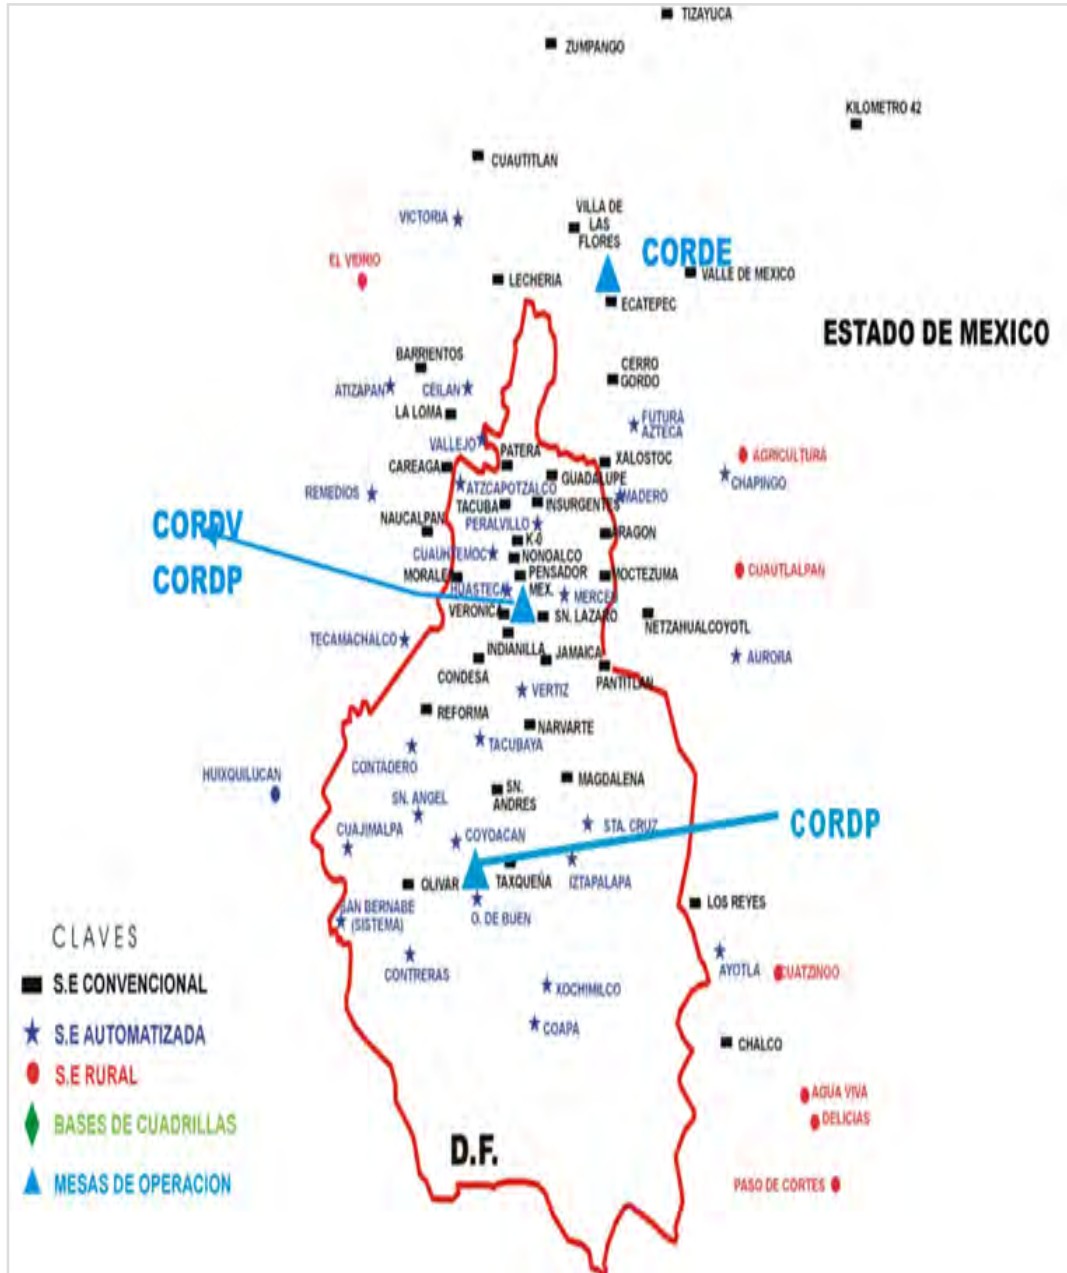 TIZAYUCA
ZUMPANGO
KILOMETRO 42
CUAUTITLAN
VICTORIA
VILLA DE
LAS
FLORES
CORDE
EL VIDRIO
LECHERIA
VALLE DE MEXICO
ECATEPEC
ESTADO DE MEXICO
BARRIENTOS
CERRO
GORDO
ATIZAPAN
CEILAN
LA LOMA
FUTURA
AZTECA
VALLEJO
PATERA
XALOSTOC
AGRICULTURA
CAREAGA
GUADALUPE
CHAPINGO
ATZCAPOTZALCO
REMEDIOS
MADERO
TACUBA
INSURGENTES
NAUCALPAN
PERALVILLO
CORDV
ARAGON
K-0
CUAUHTEMOC
NONOALCO
CORDP
MORALE
PENSADOR
MEX.
MOCTEZUMA
CUAUTLALPAN
HUASTECA
MERCED
VERONICA
SN. LAZARO
NETZAHUALCOYOTL
TECAMACHALCO
INDIANILLA
JAMAICA
AURORA
CONDESA
PANTITLAN
VERTIZ
REFORMA
NARVARTE
TACUBAYA
CONTADERO
HUIXQUILUCAN
MAGDALENA
SN.
ANDRES
SN. ANGEL
CORDP
CUAJIMALPA
STA. CRUZ
COYOACAN
OLIVAR
TAXQUEÑA
IZTAPALAPA
LOS REYES
SAN BERNABE
(SISTEMA)
O. DE BUEN
CONTRERAS
AYOTLA
CUATZINGO
XOCHIMILCO
COAPA
CHALCO
AGUA VIVA
DELICIAS
D.F.
PASO DE CORTES
CLAVES
S.E CONVENCIONAL
S.E AUTOMATIZADA
S.E RURAL
BASES DE CUADRILLAS
MESAS DE OPERACION